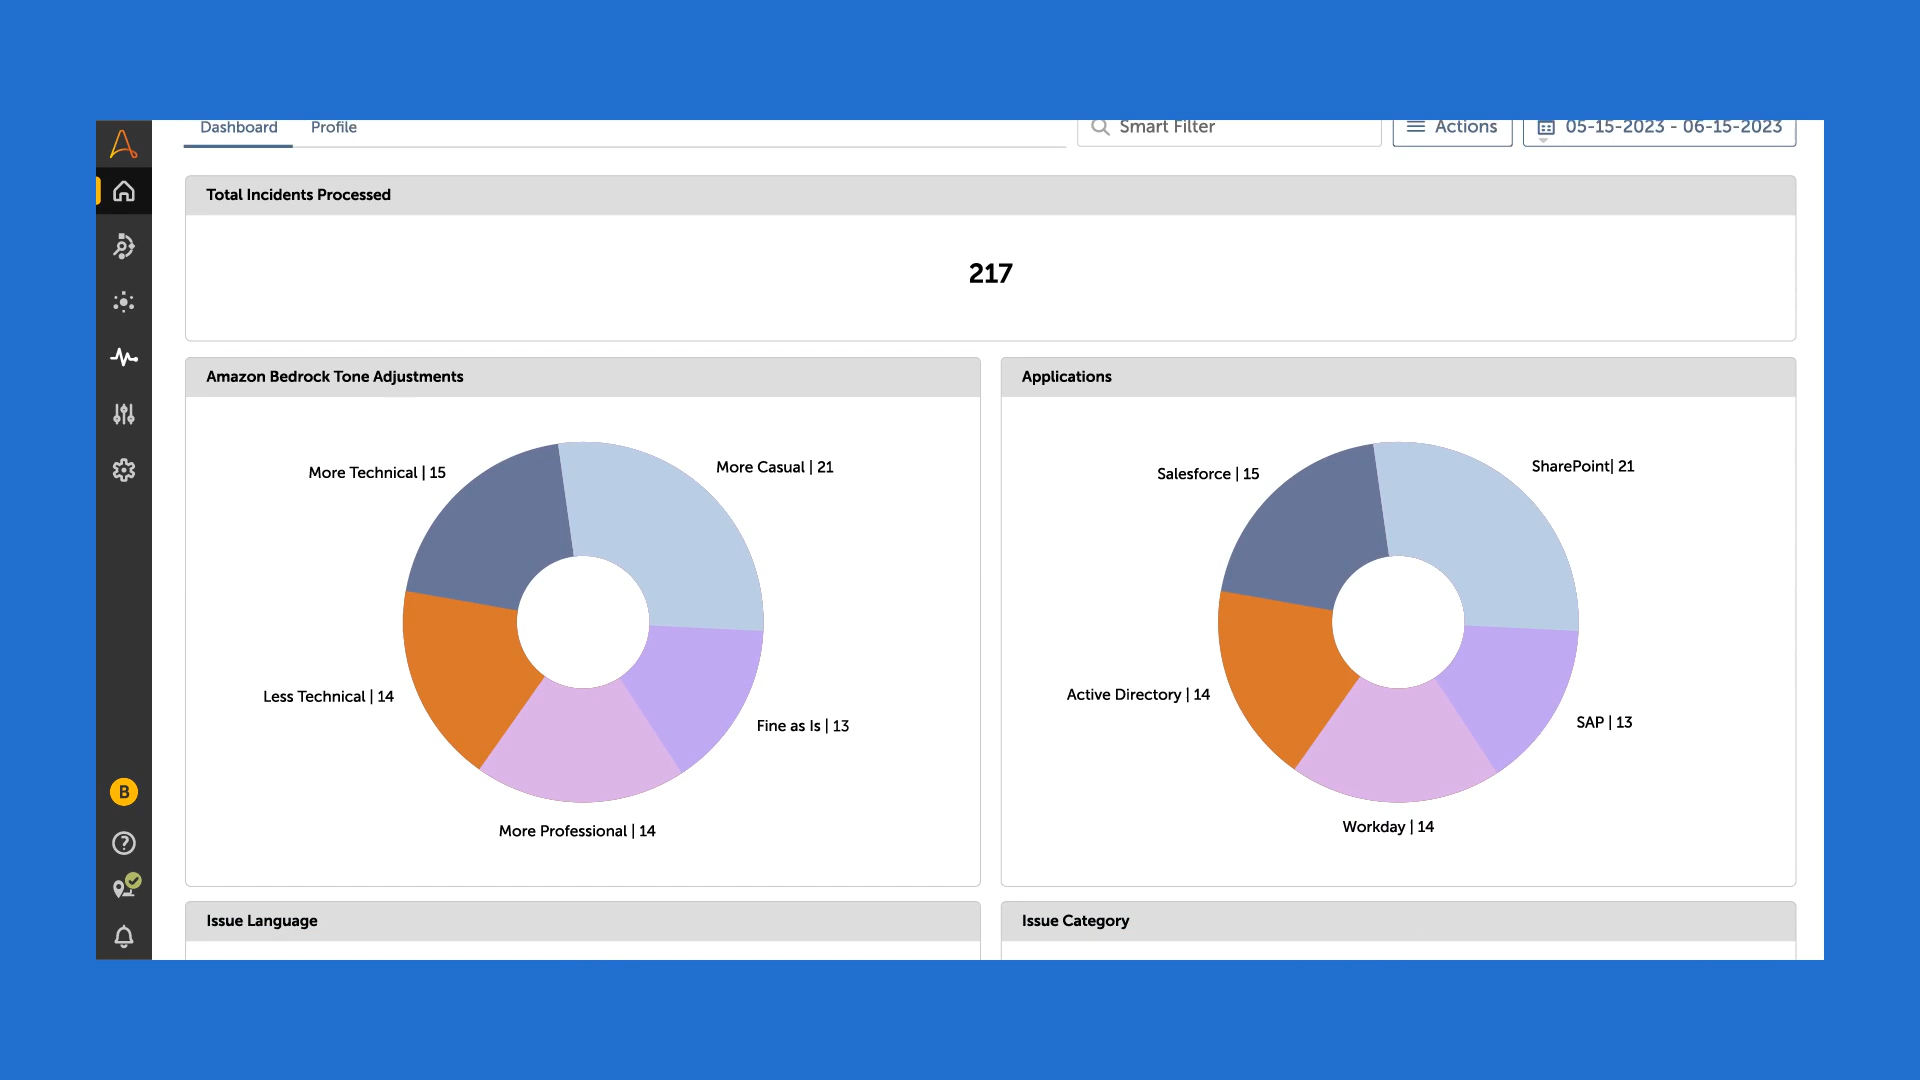 Dashboard Profile Smart Filter Actions 05-15-2023 - 06-15-2023
Total Incidents Processed
217
Amazon Bedrock Tone Adjustments
More Technical | 15
More Casual | 21
Less Technical | 14
Fine as Is | 13
More Professional | 14
Applications
Salesforce | 15
SharePoint| 21
Active Directory | 14
SAP | 13
Workday | 14
B
?
Issue Language
Issue Category